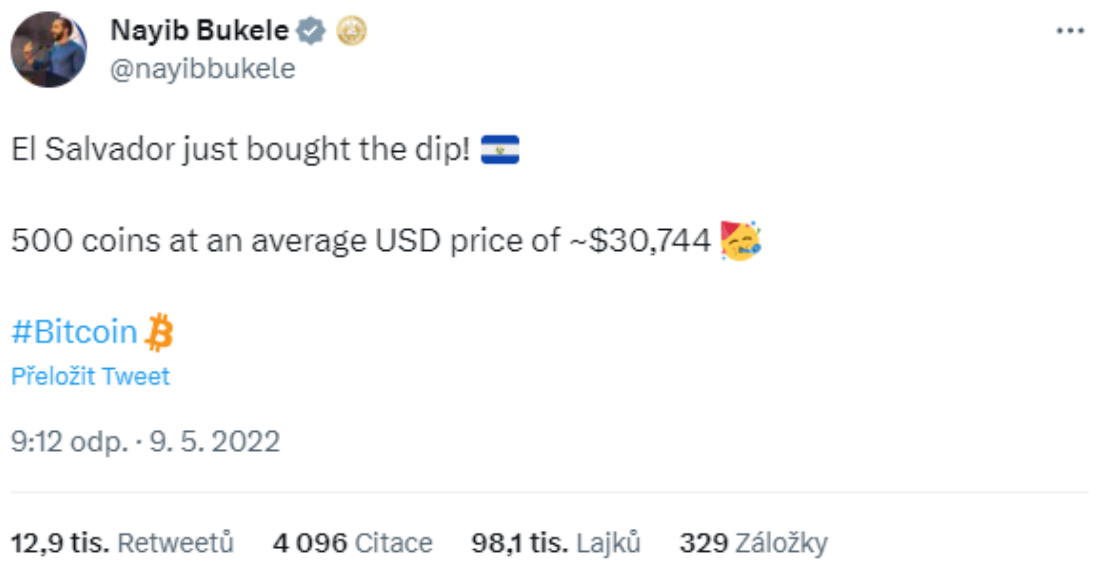 Nayib Bukele
@nayibbukele
El Salvador just bought the dip! 🇸🇻
500 coins at an average USD price of ~$30,744 🥳
#Bitcoin
Přeložit Tweet
9:12 odp. · 9. 5. 2022
12,9 tis. Retweetů 4 096 Citace 98,1 tis. Lajků 329 Záložky